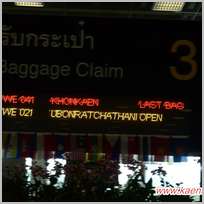 รับกระเป๋า
Baggage Claim 3
WE 041 KHONKAEN LAST BAG
WE 021 UBONRATCHATHANI OPEN
www.kaen